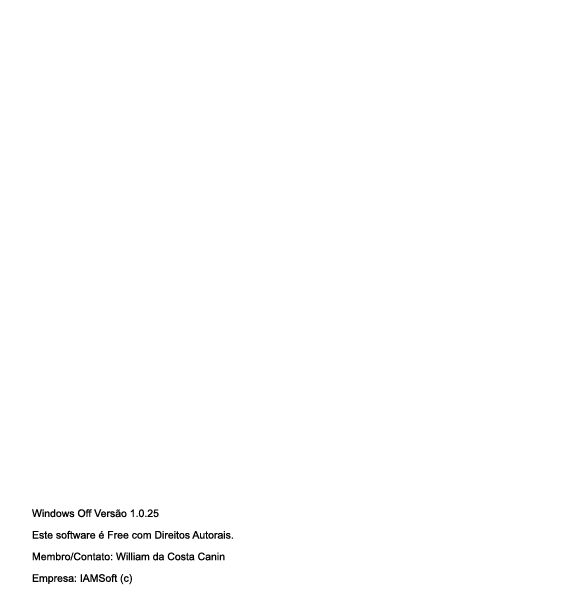 Windows Off Versão 1.0.25
Este software é Free com Direitos Autorais.
Membro/Contato: William da Costa Canin
Empresa: IAMSoft (c)